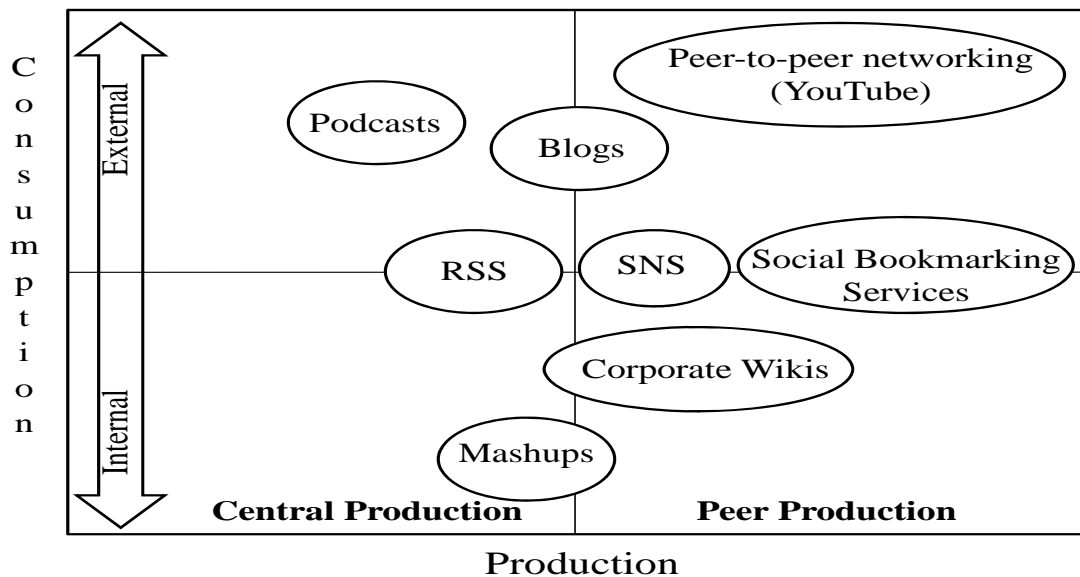 Consumption
External
Internal
Peer-to-peer networking
(YouTube)
Podcasts
Blogs
RSS
SNS
Social Bookmarking
Services
Corporate Wikis
Mashups
Central Production
Peer Production
Production